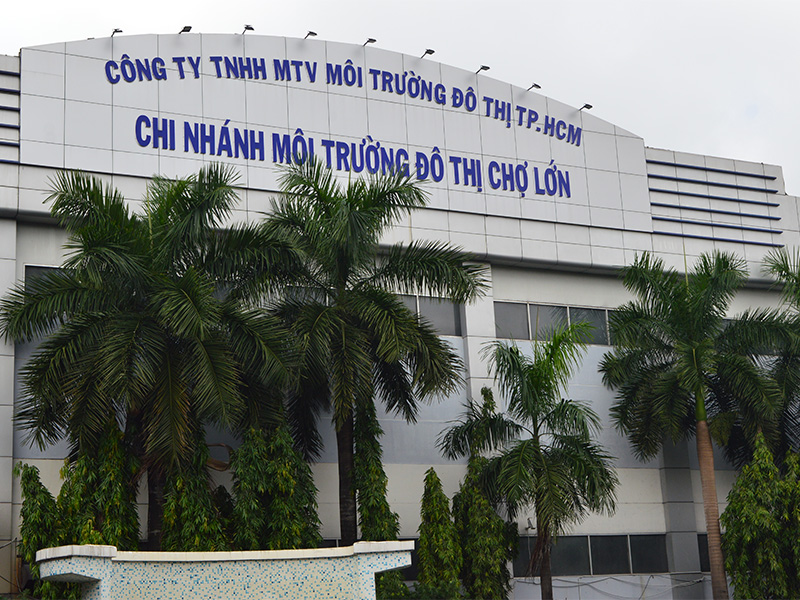 CÔNG TY TNHH MTV MÔI TRƯỜNG ĐÔ THỊ TP. HCM
CHI NHÁNH MÔI TRƯỜNG ĐÔ THỊ CHỢ LỚN